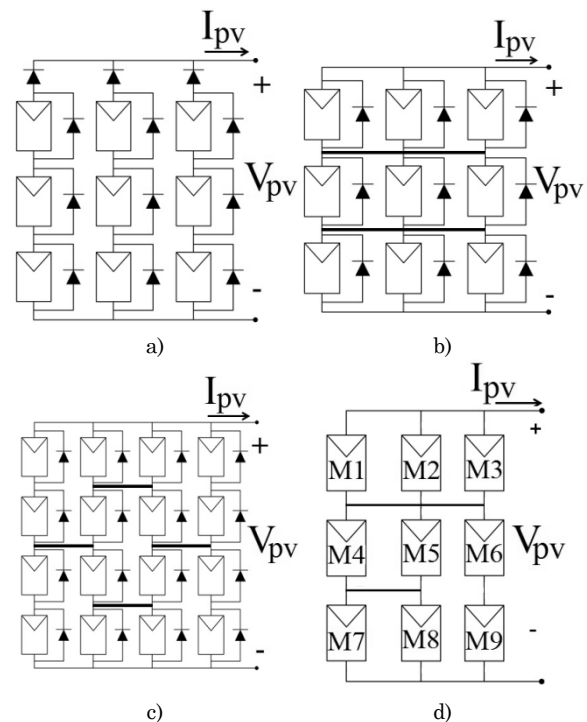 Ipv
+
Vpv
-
a)
Ipv
+
Vpv
-
b)
Ipv
+
Vpv
-
c)
Ipv
+
M1 M2 M3
M4 M5 M6 Vpv
M7 M8 M9 -
d)